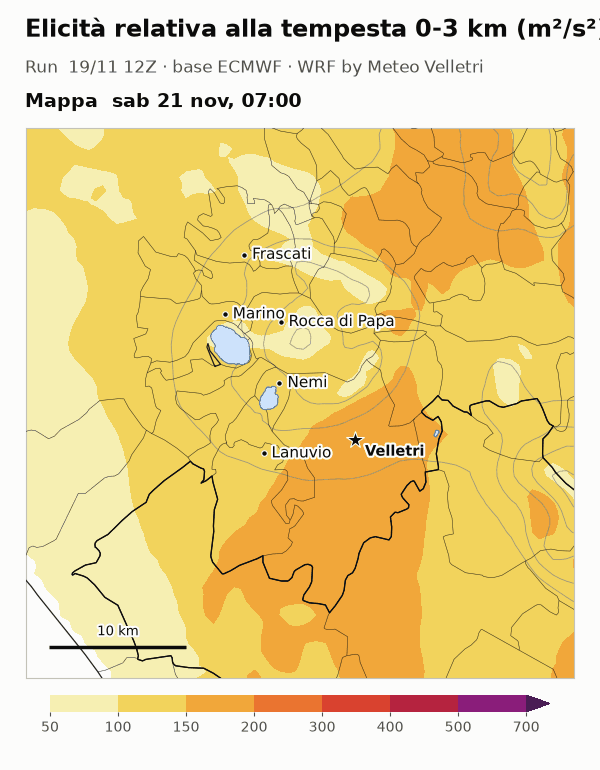 Elicità relativa alla tempesta 0-3 km (m²/s²)
Run 19/11 12Z · base ECMWF · WRF by Meteo Velletri
Mappa sab 21 nov, 07:00
Frascati
Marino
Rocca di Papa
Nemi
Velletri
Lanuvio
10 km
50 100 150 200 300 400 500 700